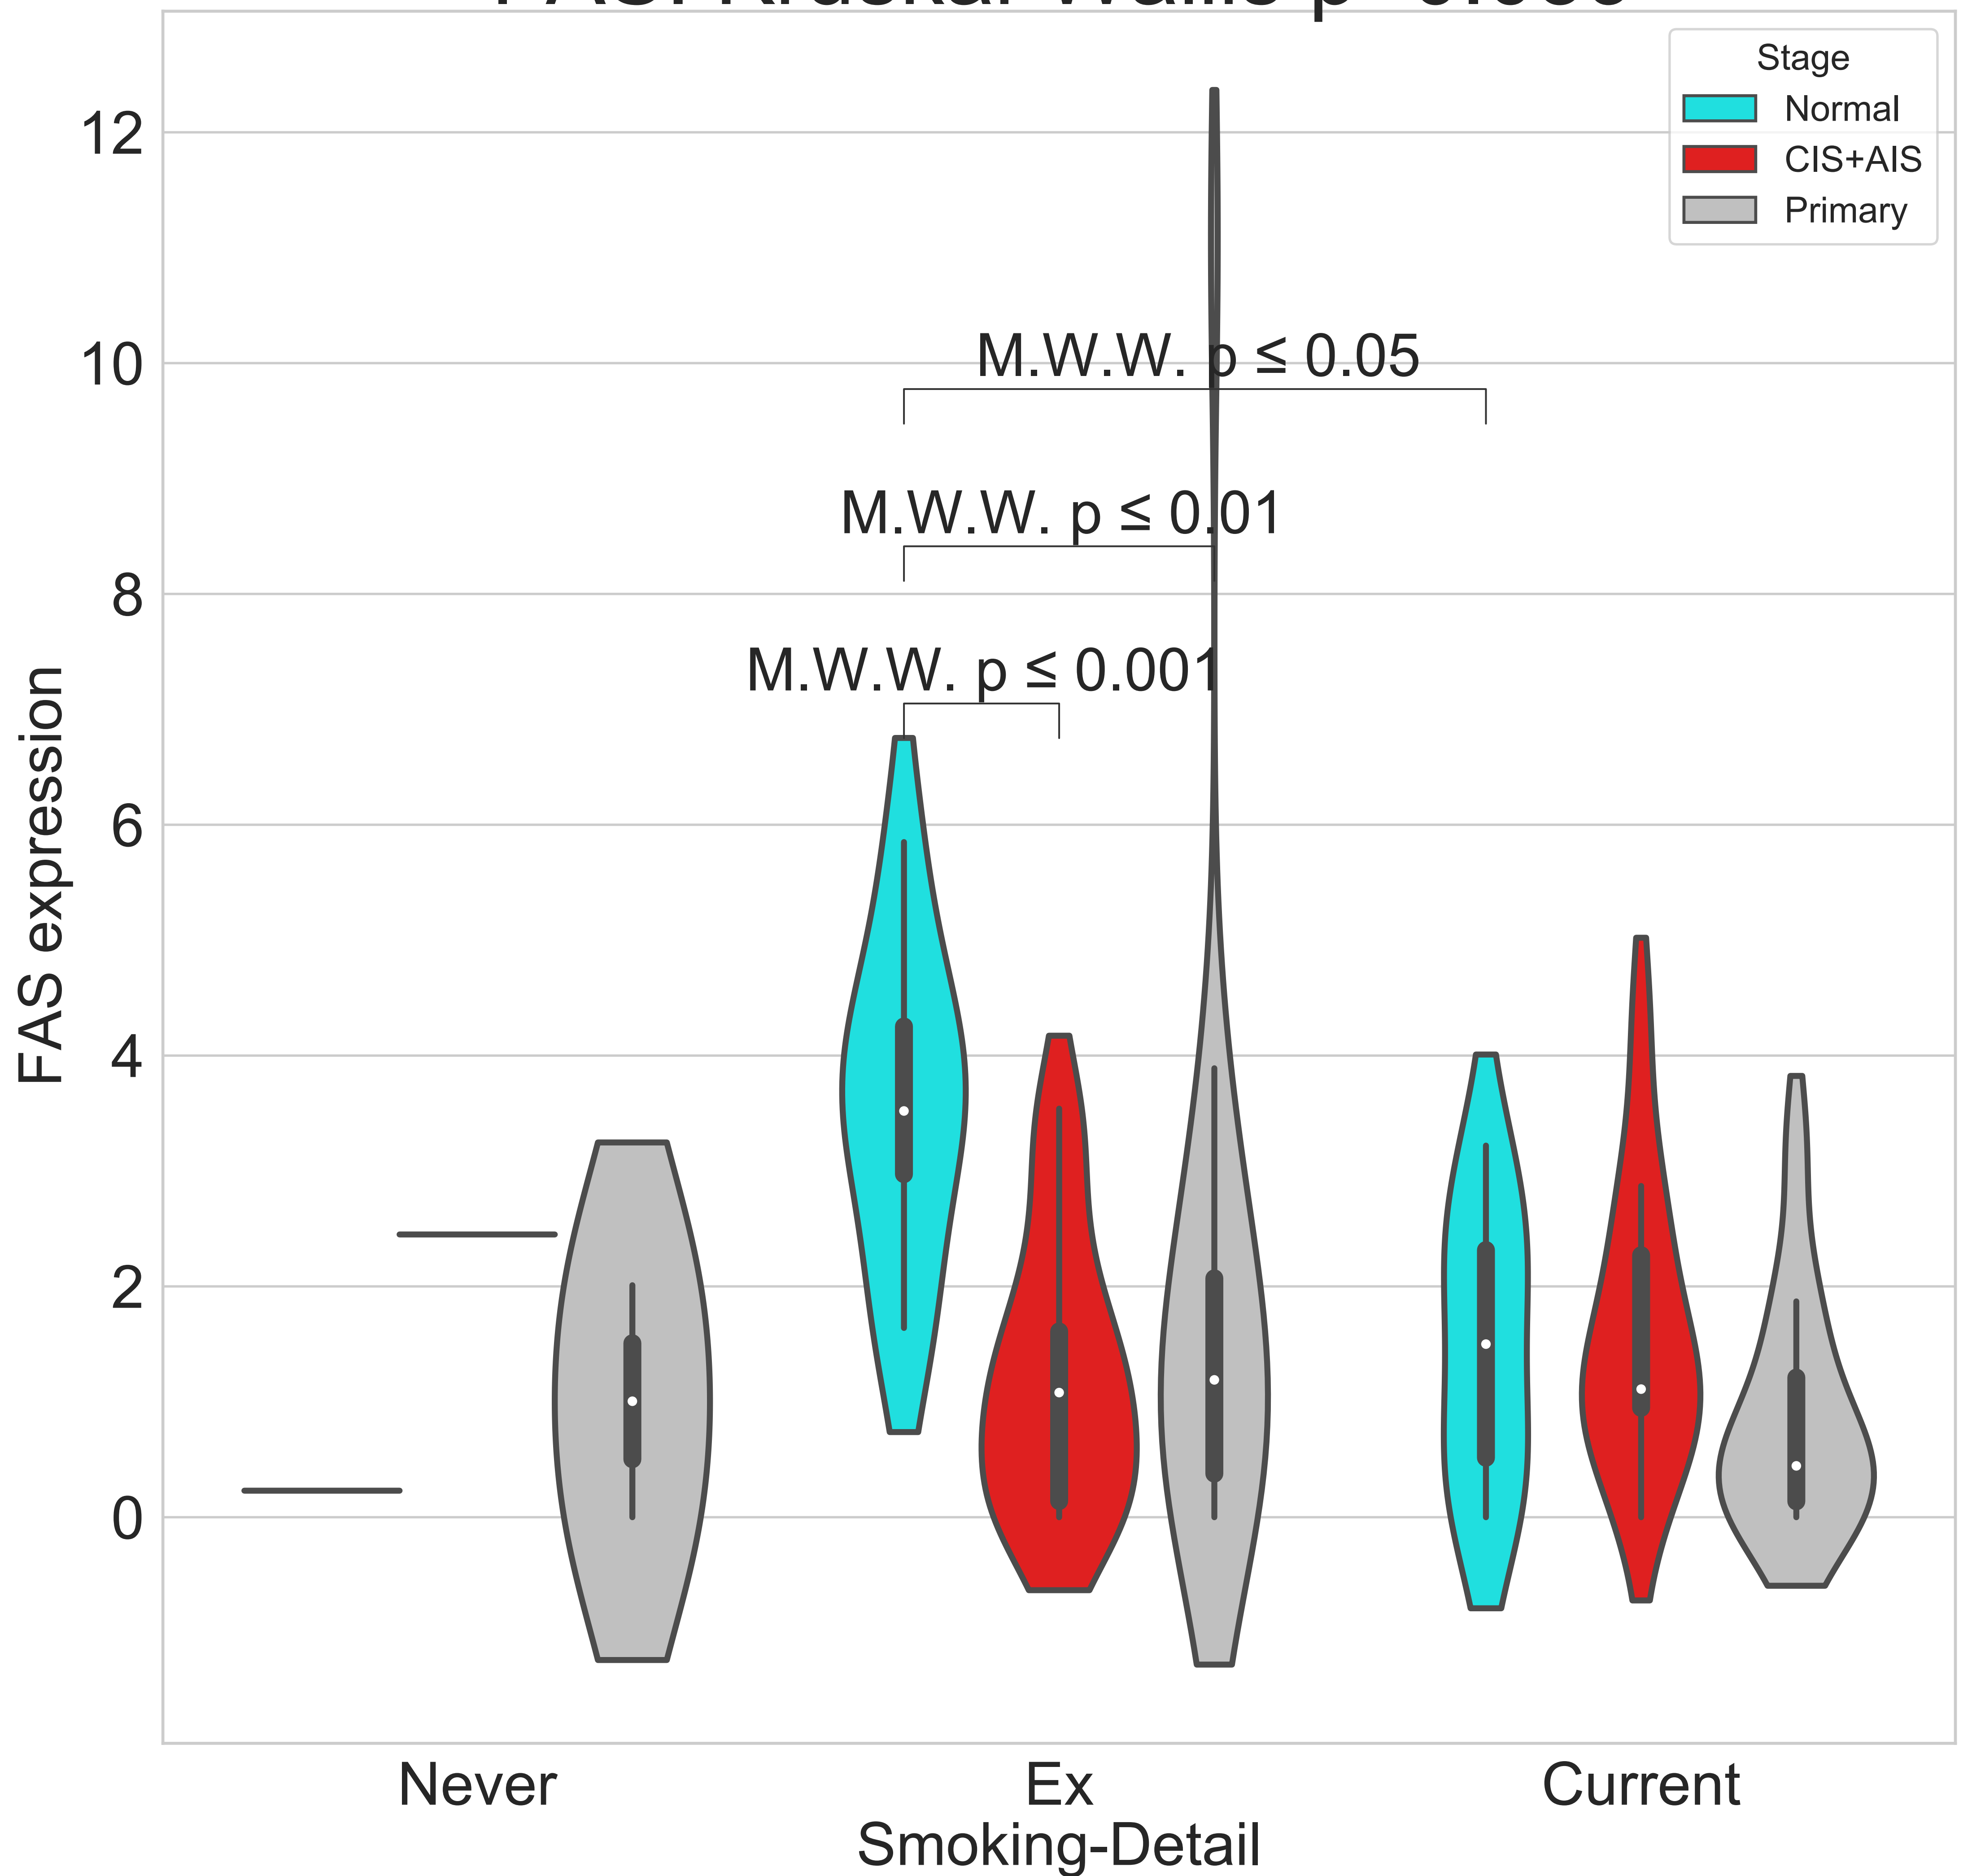 Stage
Normal
CIS+AIS
Primary
12
10
8
6
4
2
0
M.W.W. p ≤ 0.05
M.W.W. p ≤ 0.01
M.W.W. p ≤ 0.001
FAS expression
Never
Ex
Current
Smoking-Detail